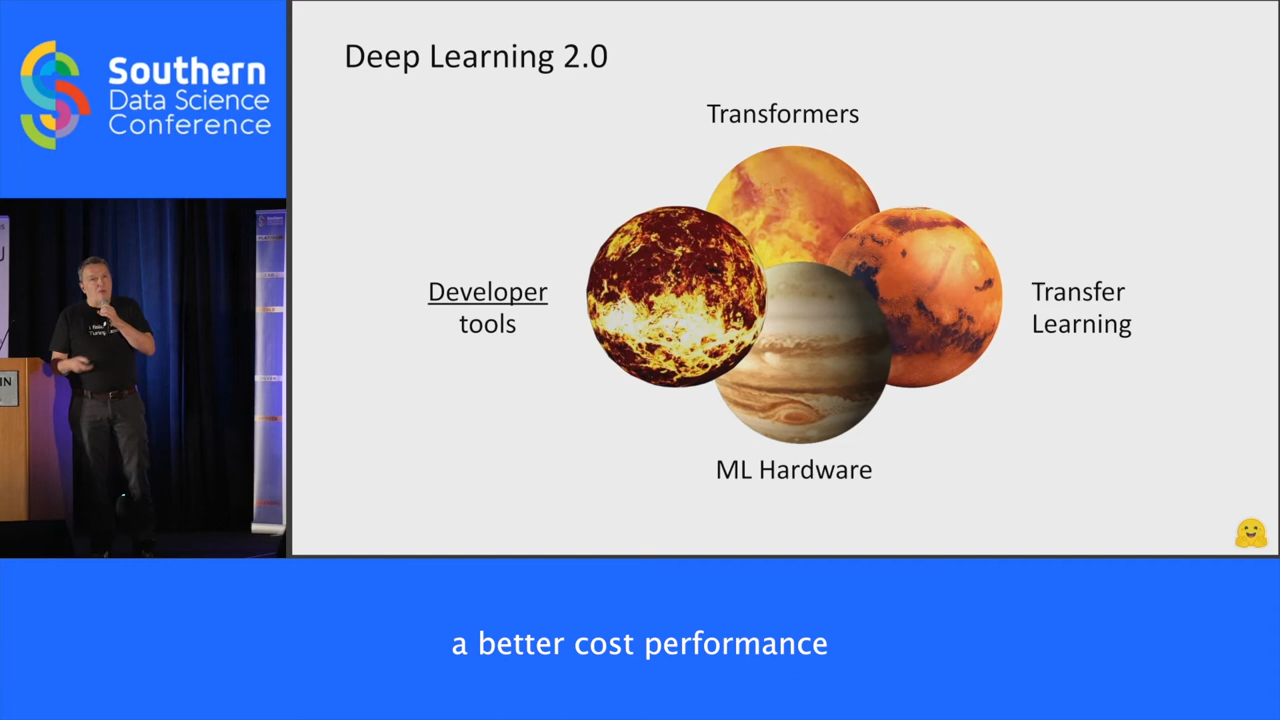 Southern
Data Science
Conference
Deep Learning 2.0
Transformers
Developer
tools
Transfer
Learning
ML Hardware
a better cost performance